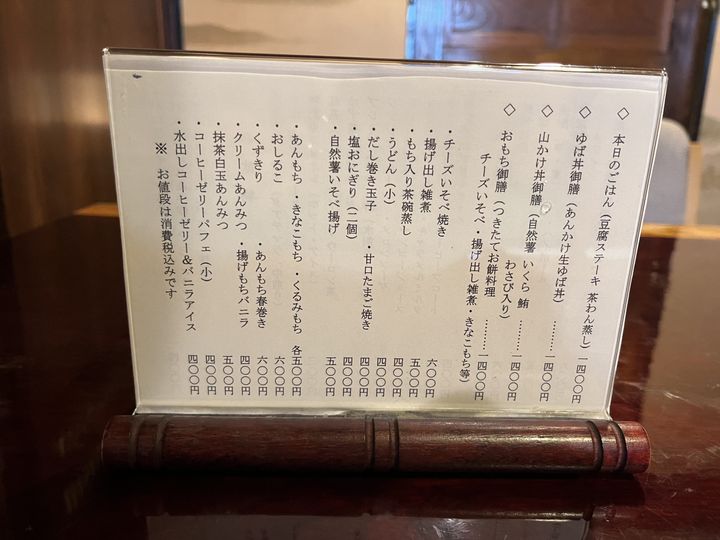 ◇ 本日のごはん（豆腐ステーキ 茶わん蒸し）一四〇〇円
◇ ゆば丼御膳（あんかけ生ゆば丼）…………一四〇〇円
◇ 山かけ丼御膳（自然薯 いくら 鮪
わさび入り）…………一四〇〇円
◇ おもち御膳（つきたてお餅料理 …………一四〇〇円
チーズいそべ・揚げ出し雑煮・きなこもち等）
・チーズいそべ焼き 六〇〇円
・揚げ出し雑煮 四〇〇円
・もち入り茶碗蒸し 五〇〇円
・うどん（小） 四〇〇円
・だし巻き玉子 ・甘口たまご焼き 四〇〇円
・塩おにぎり（二個） 四〇〇円
・自然薯いそべ揚げ 五〇〇円
・あんもち ・きなこもち ・くるみもち 各五〇〇円
・おしるこ 六〇〇円
・くずきり ・あんもち春巻き 六〇〇円
・クリームあんみつ ・揚げもちバニラ 四〇〇円
・抹茶白玉あんみつ 五〇〇円
・コーヒーゼリーパフェ（小） 四〇〇円
・水出しコーヒーゼリー&バニラアイス 四〇〇円
※ お値段は消費税込みです